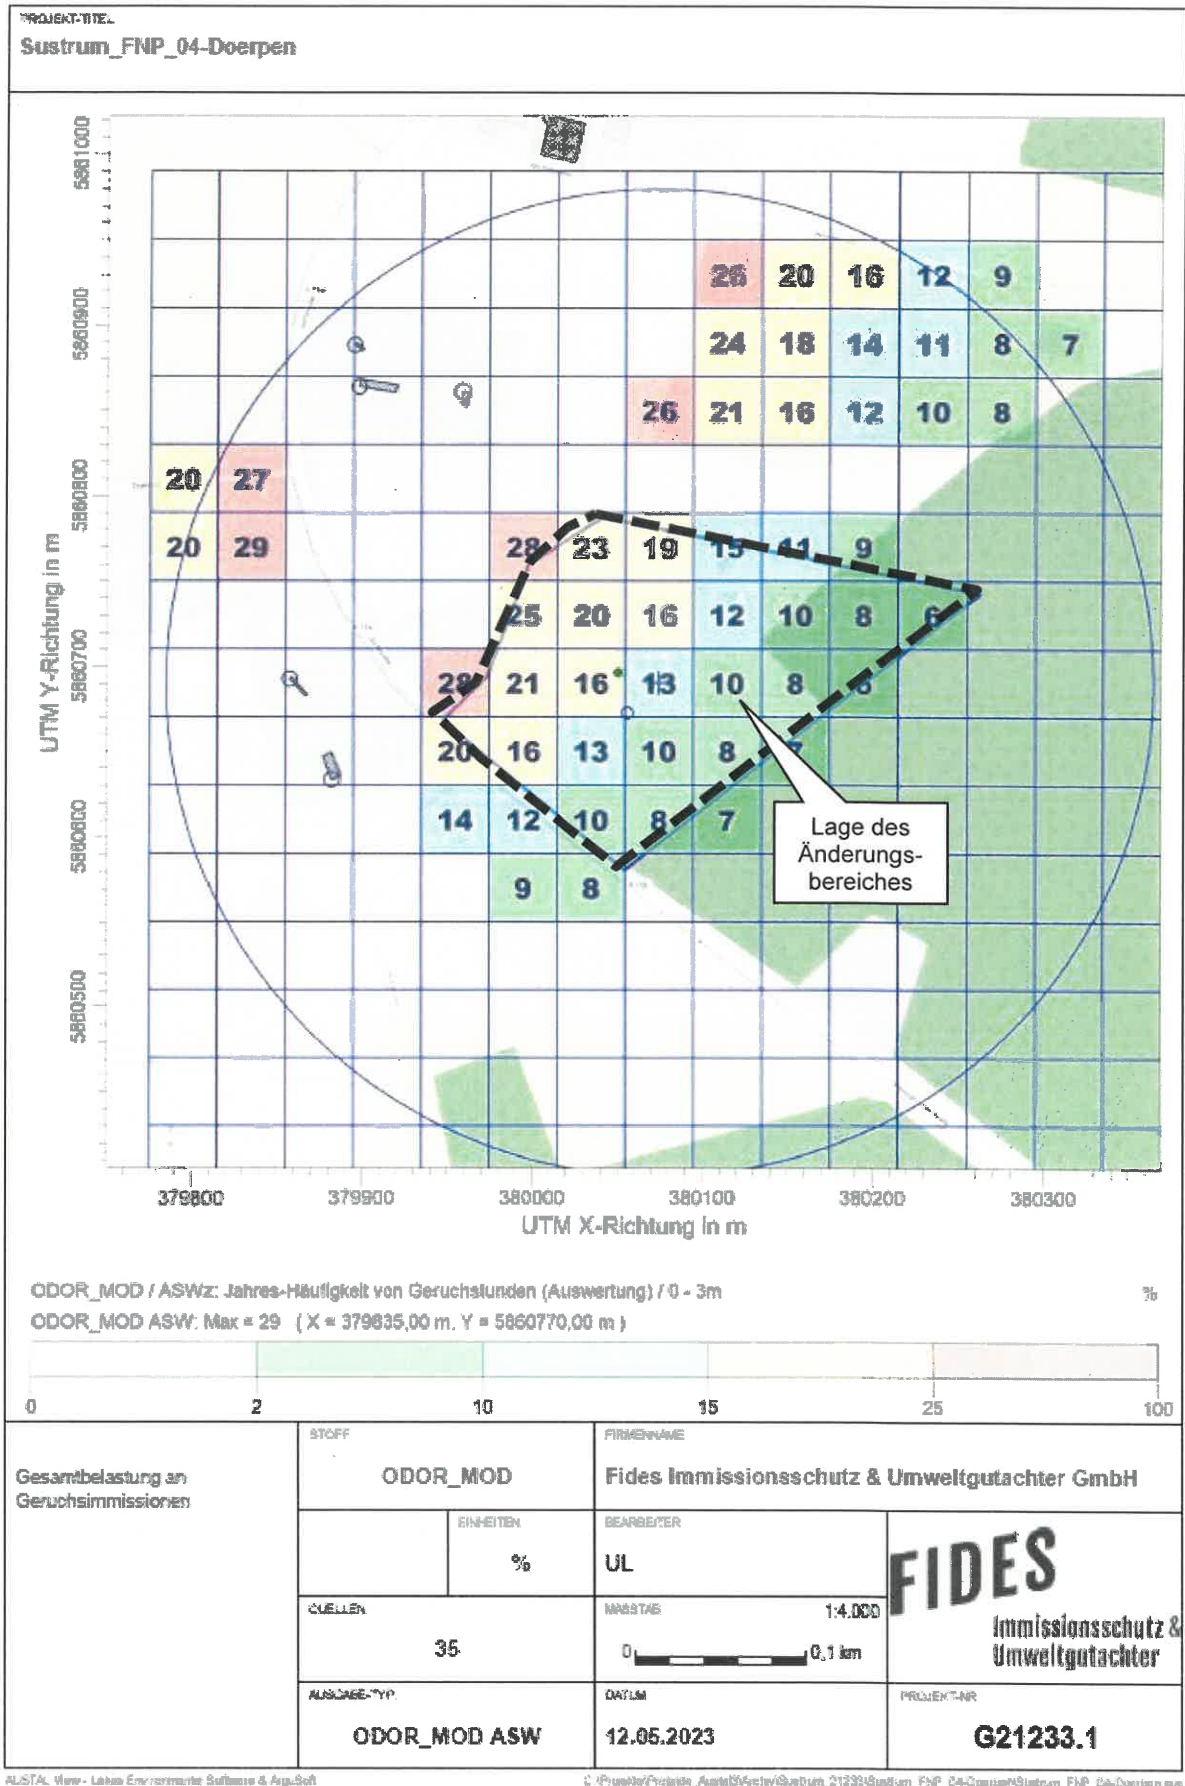 PROJEKT-TITEL
Sustrum_FNP_04-Doerpen
5861000
5860900
5860800
5860700
5860600
5860500
UTM Y-Richtung in m
26 20 16 12 9
24 18 14 11 8 7
26 21 16 12 10 8
20 27
20 29 28 23 19 15 11 9
25 20 16 12 10 8 6
28 21 16 13 10 8 6
20 16 13 10 8 7
14 12 10 8 7
9 8
Lage des
Änderungs-
bereiches
379800 379900 380000 380100 380200 380300
UTM X-Richtung in m
ODOR_MOD / ASWz: Jahres-Häufigkeit von Geruchstunden (Auswertung) / 0 - 3m %
ODOR_MOD ASW: Max = 29 ( X = 379835,00 m, Y = 5860770,00 m )
0 2 10 15 25 100
Gesamtbelastung an
Geruchsimmissionen
STOFF
ODOR_MOD
FIRMENNAME
Fides Immissionsschutz & Umweltgutachter GmbH
EINHEITEN
%
BEARBEITER
UL
QUELLEN
35
MASSTAB 1:4.000
0 0,1 km
FIDES
Immissionsschutz &
Umweltgutachter
AUSGABE-TYP
ODOR_MOD ASW
DATUM
12.05.2023
PROJEKT-NR
G21233.1
AUSTAL View - Lakes Environmental Software & ArguSoft